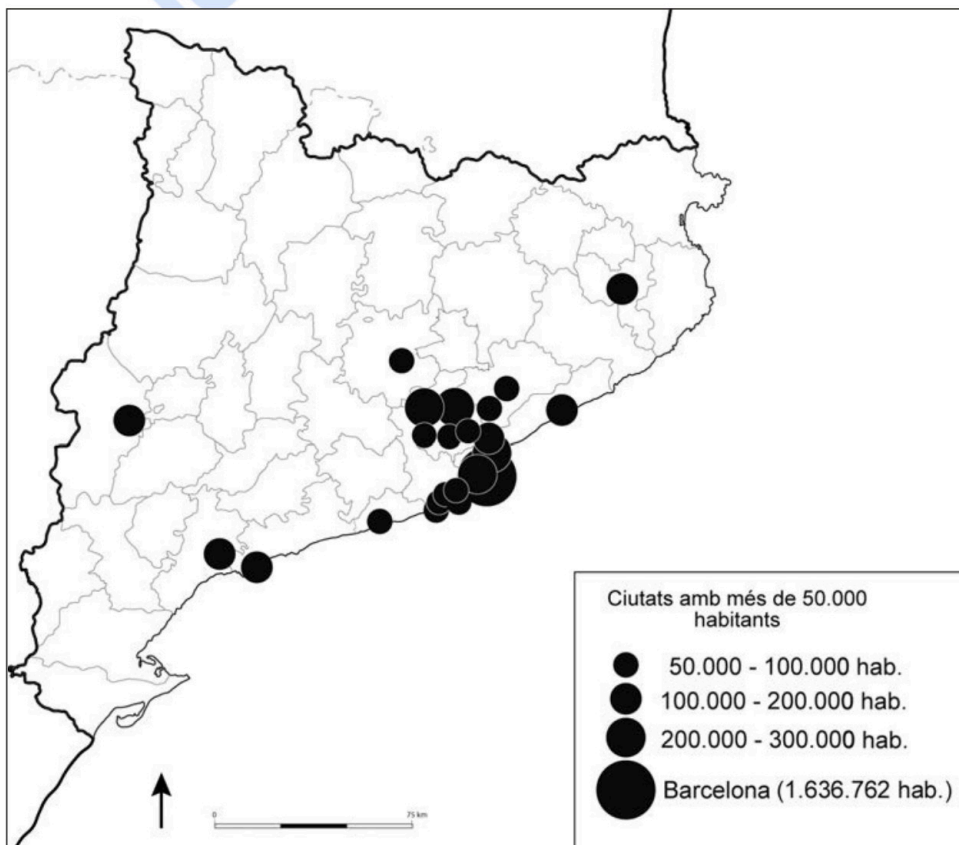 Ciutats amb més de 50.000
habitants
50.000 - 100.000 hab.
100.000 - 200.000 hab.
200.000 - 300.000 hab.
Barcelona (1.636.762 hab.)
0 75 km